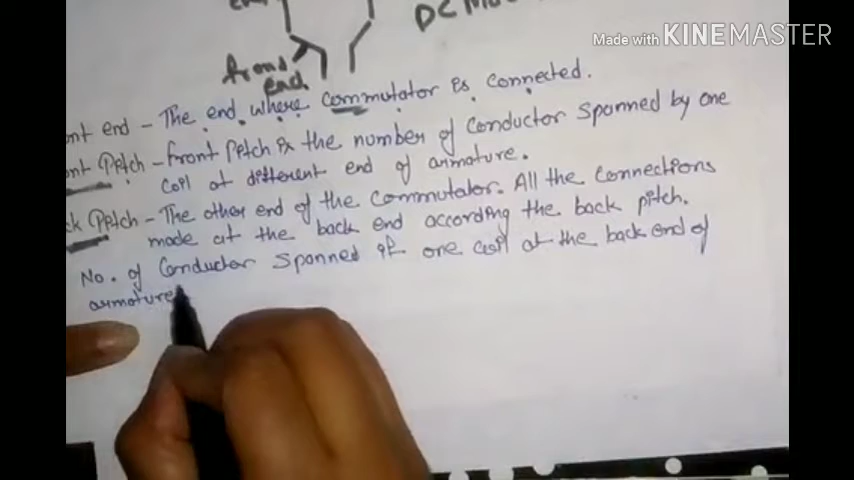 DC Mo
Made with KINEMASTER
front
end
nt end - The end where commutator is connected.
nt Pitch - Front Pitch is the number of conductor spanned by one
coil at different end of armature.
ck Pitch - The other end of the commutator. All the connections
made at the back end according the back pitch.
No. of Conductor spanned of one coil at the back end of
armature